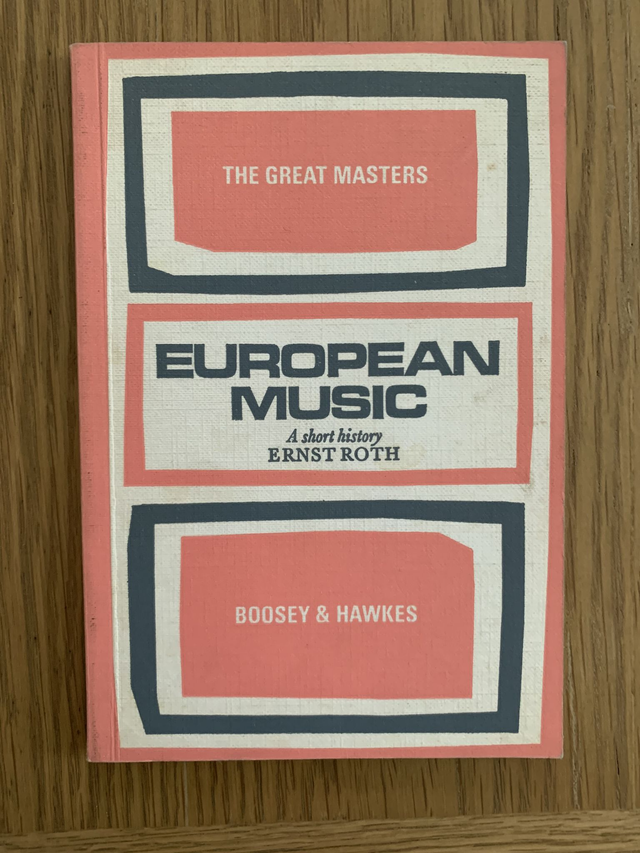 THE GREAT MASTERS
EUROPEAN
MUSIC
A short history
ERNST ROTH
BOOSEY & HAWKES